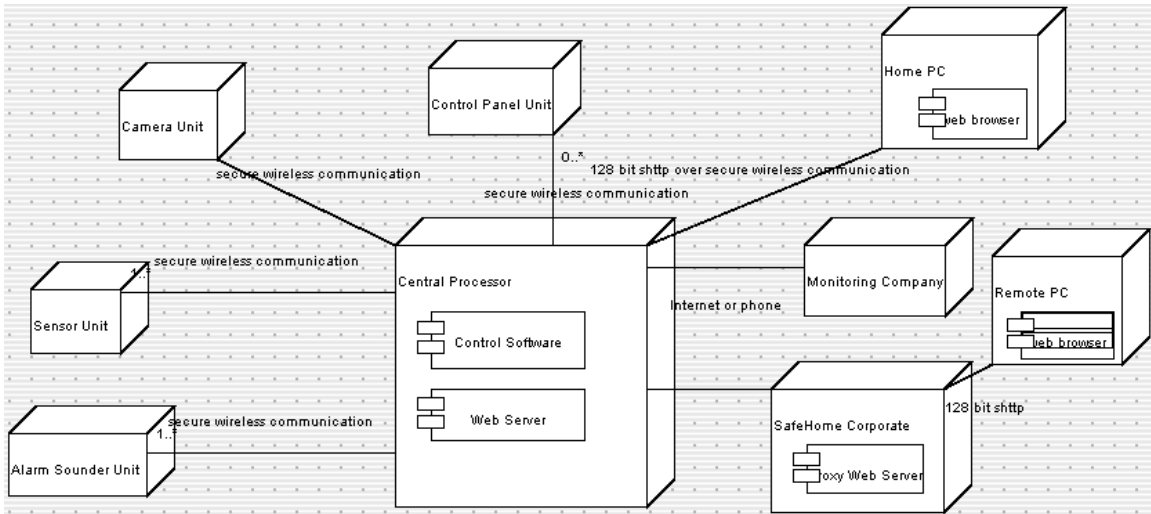 Home PC
web browser
Control Panel Unit
Camera Unit
0..*
128 bit shttp over secure wireless communication
secure wireless communication
secure wireless communication
secure wireless communication
1..*
Central Processor
Monitoring Company
Remote PC
Internet or phone
Sensor Unit
Control Software
web browser
128 bit shttp
secure wireless communication
Web Server
SafeHome Corporate
1..*
Alarm Sounder Unit
roxy Web Server